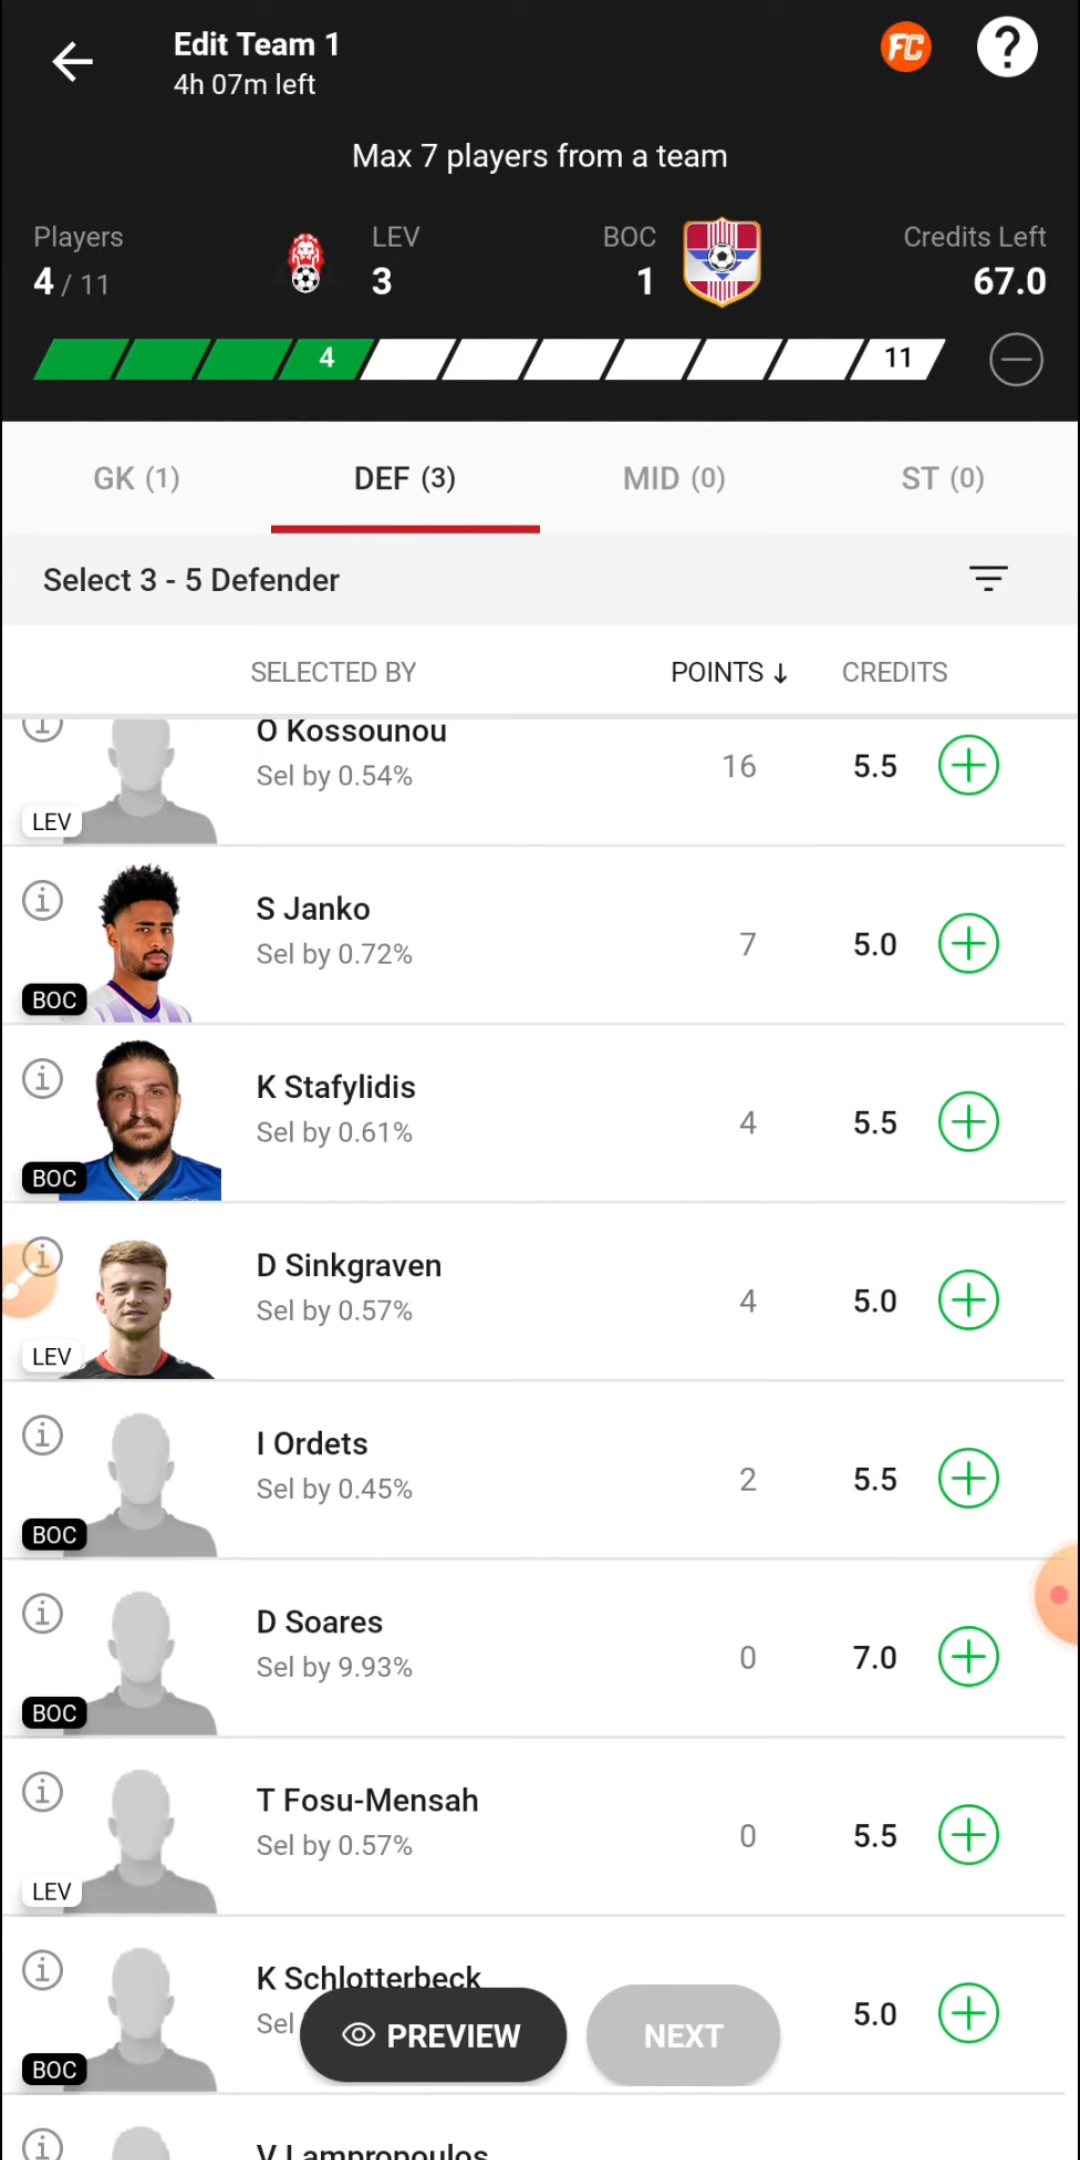 Edit Team 1
4h 07m left
FC
?
Max 7 players from a team
Players LEV BOC Credits Left
4 / 11 3 1 67.0
4 11
GK (1) DEF (3) MID (0) ST (0)
Select 3 - 5 Defender
SELECTED BY POINTS ↓ CREDITS
O Kossounou
Sel by 0.54% 16 5.5
LEV
S Janko
Sel by 0.72% 7 5.0
BOC
K Stafylidis
Sel by 0.61% 4 5.5
BOC
D Sinkgraven
Sel by 0.57% 4 5.0
LEV
I Ordets
Sel by 0.45% 2 5.5
BOC
D Soares
Sel by 9.93% 0 7.0
BOC
T Fosu-Mensah
Sel by 0.57% 0 5.5
LEV
K Schlotterbeck
Sel 5.0
PREVIEW NEXT
BOC
V Lampropoulos